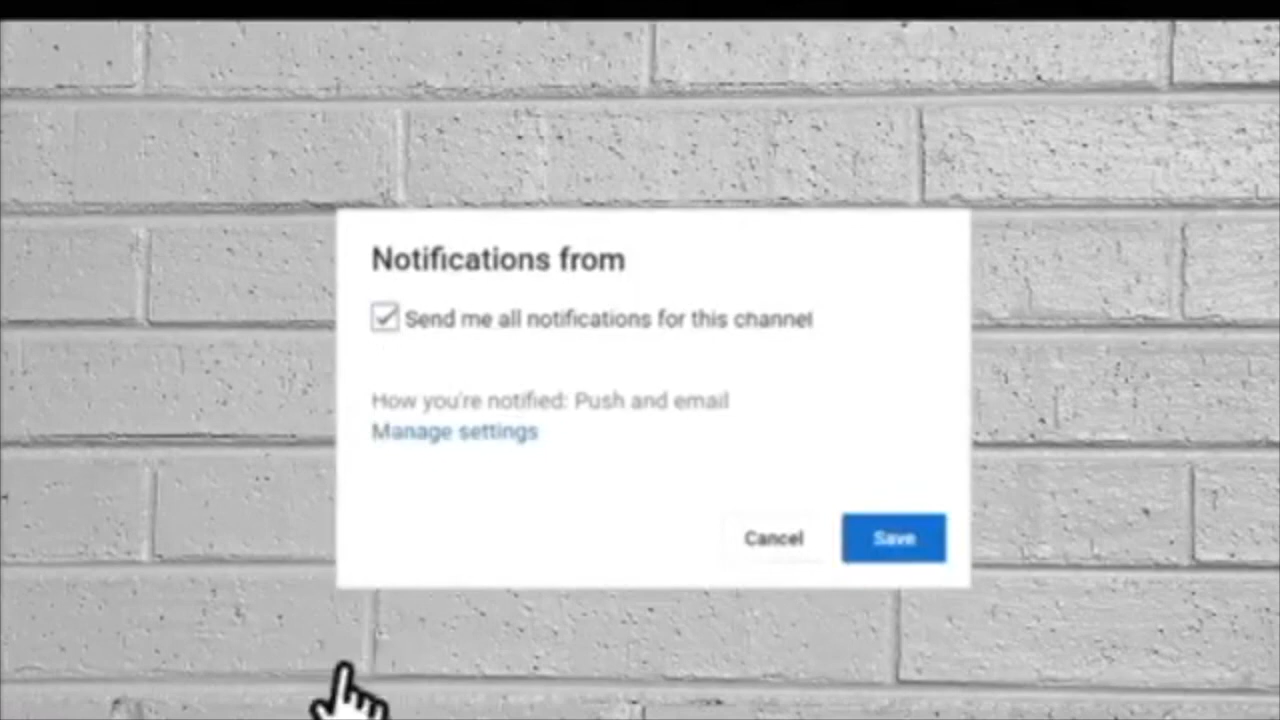 Notifications from
Send me all notifications for this channel
How you're notified: Push and email
Manage settings
Cancel
Save